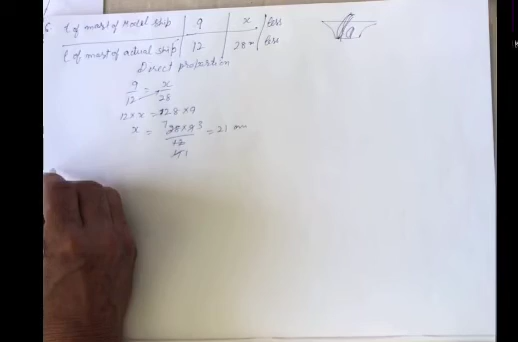 6 l of mast of Model ship 9 x less
l of mast of actual ship 12 28 less
Direct proportion
9/12 = x/28
12 × x = 28 × 9
x = 28 × 9 / 12 = 21